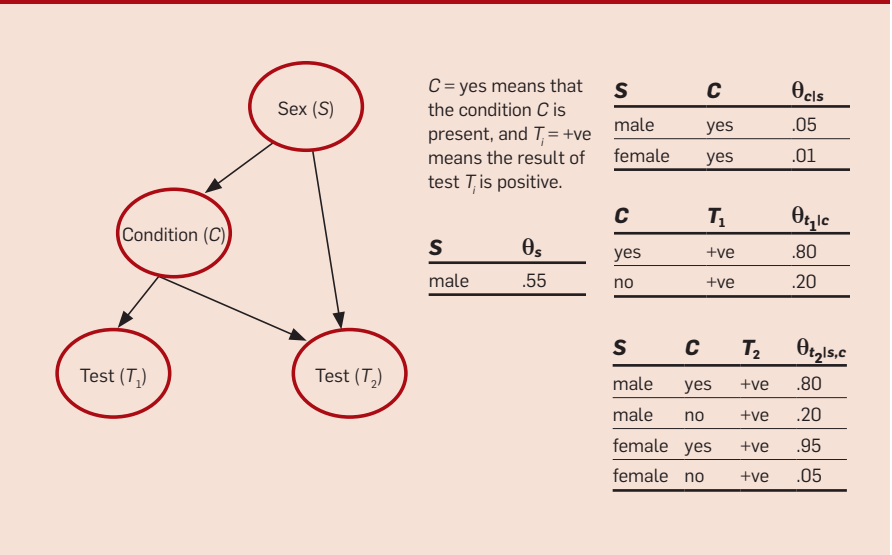 Sex (S)
Condition (C)
Test (T₁)
Test (T₂)
C = yes means that
the condition C is
present, and Tᵢ = +ve
means the result of
test Tᵢ is positive.
S θₛ
male .55
S C θc|s
male yes .05
female yes .01
C T₁ θt₁|c
yes +ve .80
no +ve .20
S C T₂ θt₂|s,c
male yes +ve .80
male no +ve .20
female yes +ve .95
female no +ve .05